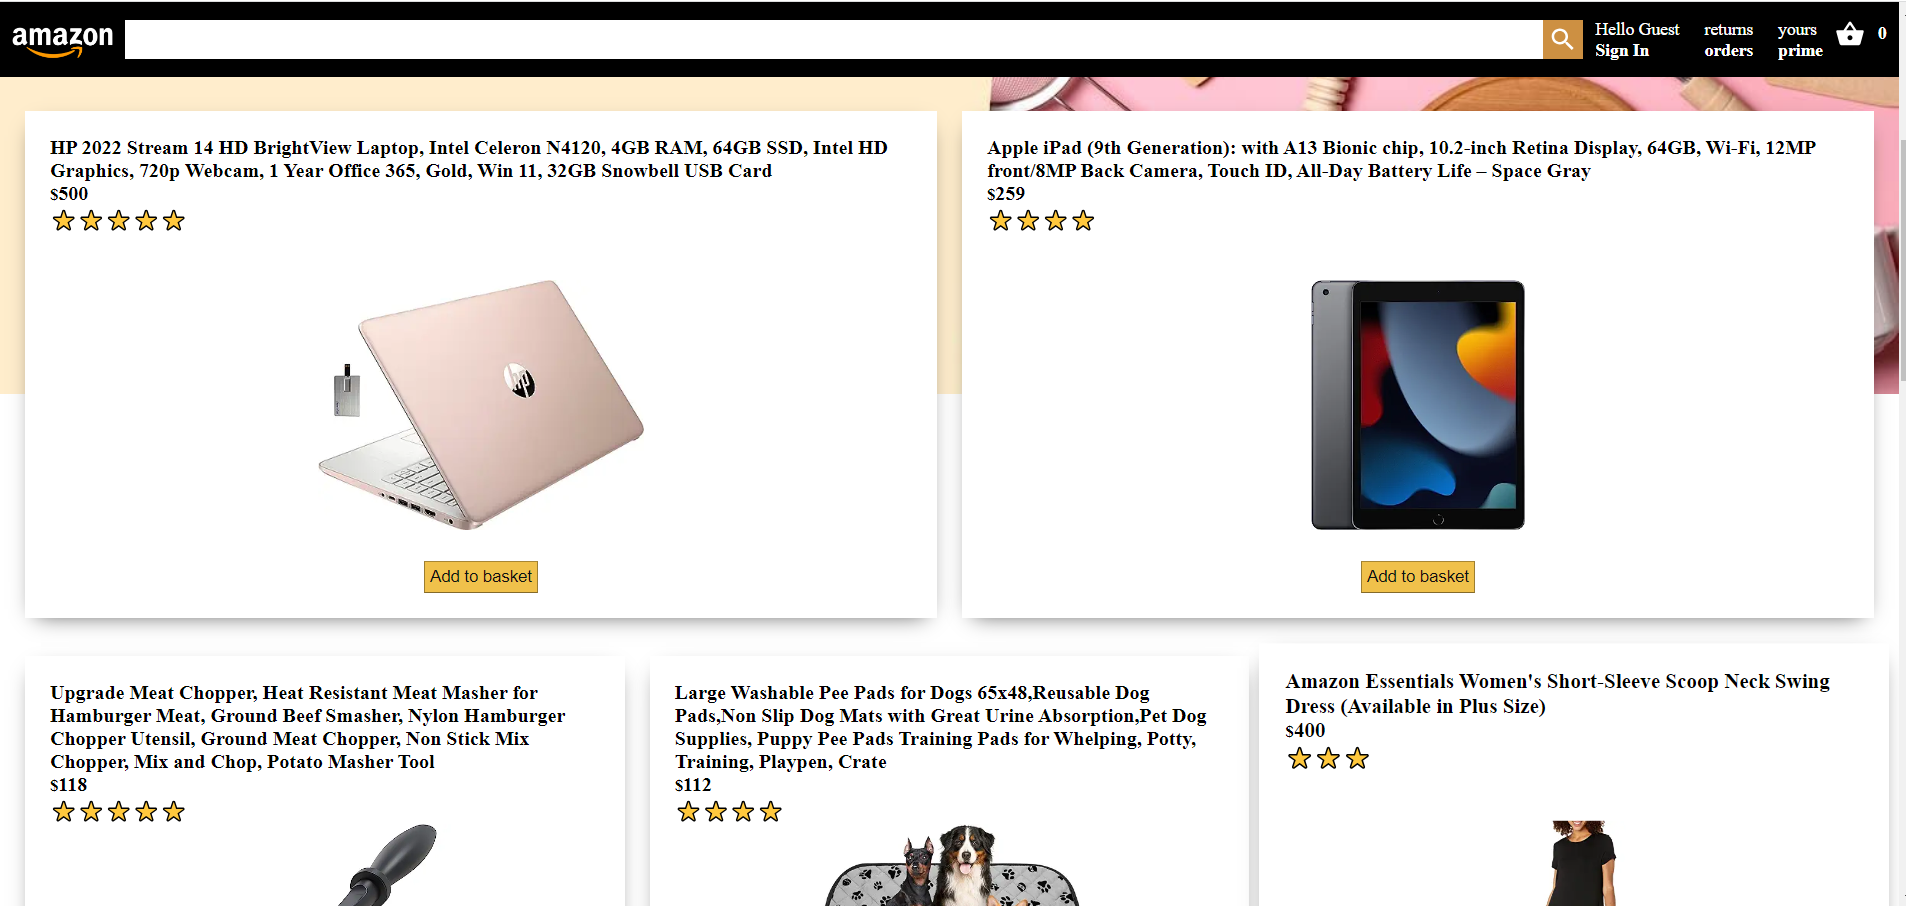 amazon
Hello Guest
Sign In
returns
orders
yours
prime
0
HP 2022 Stream 14 HD BrightView Laptop, Intel Celeron N4120, 4GB RAM, 64GB SSD, Intel HD
Graphics, 720p Webcam, 1 Year Office 365, Gold, Win 11, 32GB Snowbell USB Card
$500
hp
Add to basket
Apple iPad (9th Generation): with A13 Bionic chip, 10.2-inch Retina Display, 64GB, Wi-Fi, 12MP
front/8MP Back Camera, Touch ID, All-Day Battery Life – Space Gray
$259
Add to basket
Upgrade Meat Chopper, Heat Resistant Meat Masher for
Hamburger Meat, Ground Beef Smasher, Nylon Hamburger
Chopper Utensil, Ground Meat Chopper, Non Stick Mix
Chopper, Mix and Chop, Potato Masher Tool
$118
Large Washable Pee Pads for Dogs 65x48,Reusable Dog
Pads,Non Slip Dog Mats with Great Urine Absorption,Pet Dog
Supplies, Puppy Pee Pads Training Pads for Whelping, Potty,
Training, Playpen, Crate
$112
Amazon Essentials Women's Short-Sleeve Scoop Neck Swing
Dress (Available in Plus Size)
$400